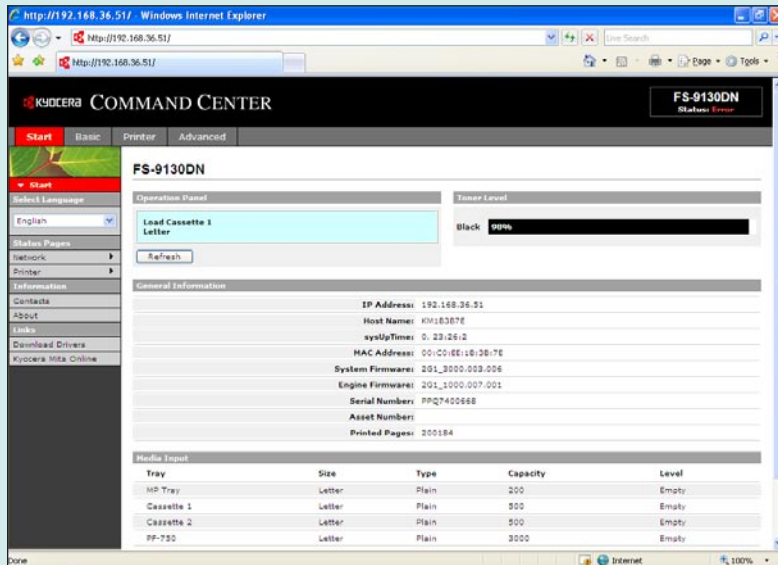 http://192.168.36.51/ - Windows Internet Explorer
http://192.168.36.51/
Live Search
http://192.168.36.51/
Page
Tools
KYOCERA COMMAND CENTER
FS-9130DN
Status: Error
Start Basic Printer Advanced
FS-9130DN
Start
Select Language
English
Status Pages
Network
Printer
Information
Contacts
About
Links
Download Drivers
Kyocera Mita Online
Operation Panel
Load Cassette 1
Letter
Refresh
Toner Level
Black 90%
General Information
IP Address: 192.168.36.51
Host Name: KM18387E
sysUpTime: 0. 23:26:2
MAC Address: 00:C0:EE:18:38:7E
System Firmware: 2G1_3000.003.006
Engine Firmware: 2G1_1000.007.001
Serial Number: PPQ7400668
Asset Number:
Printed Pages: 200184
Media Input
Tray Size Type Capacity Level
MP Tray Letter Plain 200 Empty
Cassette 1 Letter Plain 500 Empty
Cassette 2 Letter Plain 500 Empty
PF-750 Letter Plain 3000 Empty
Done
Internet
100%